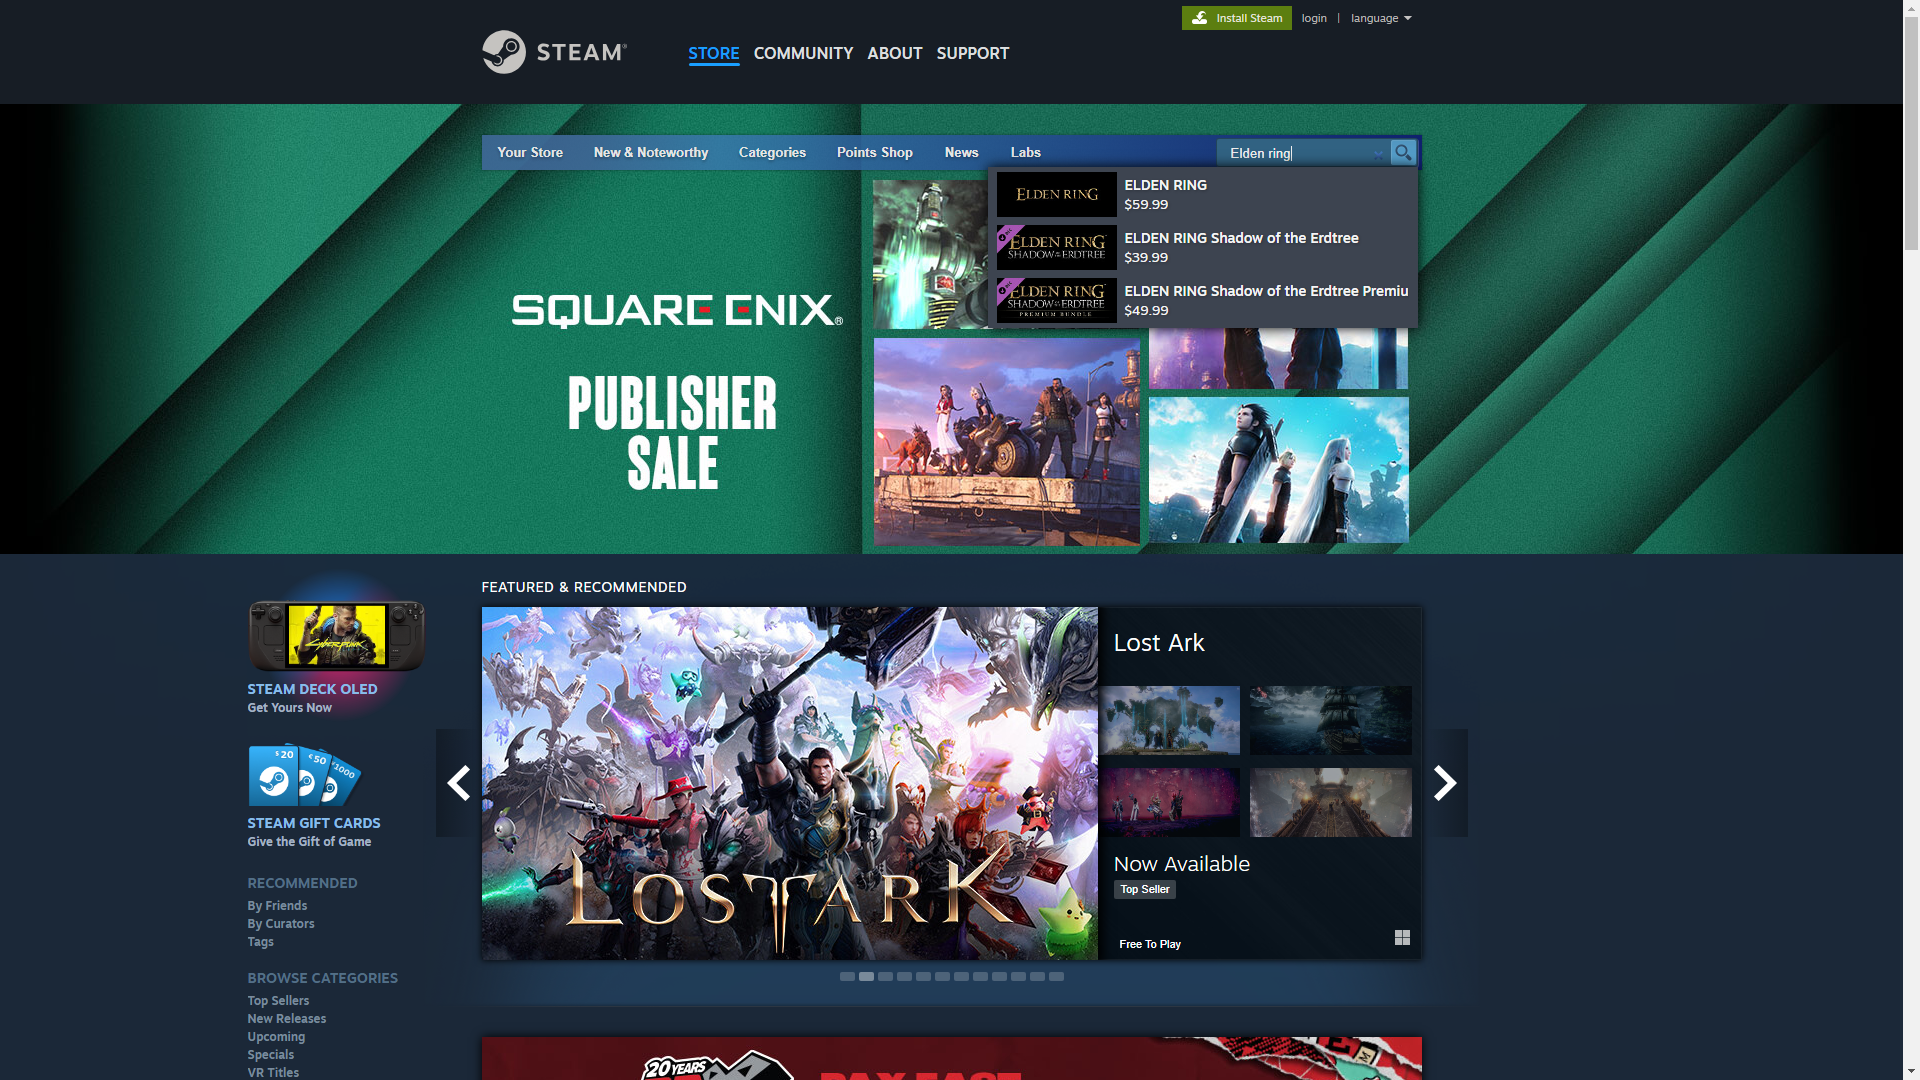 Install Steam
login | language
STEAM®
STORE COMMUNITY ABOUT SUPPORT
Your Store New & Noteworthy Categories Points Shop News Labs
Elden ring
ELDEN RING
ELDEN RING
$59.99
ELDEN RING
SHADOW OF THE ERDTREE
ELDEN RING Shadow of the Erdtree
$39.99
ELDEN RING
SHADOW OF THE ERDTREE
PREMIUM BUNDLE
ELDEN RING Shadow of the Erdtree Premiu
$49.99
SQUARE ENIX®
PUBLISHER
SALE
FEATURED & RECOMMENDED
Cyberpunk
STEAM DECK OLED
Get Yours Now
$20 €50 1000
STEAM GIFT CARDS
Give the Gift of Game
RECOMMENDED
By Friends
By Curators
Tags
BROWSE CATEGORIES
Top Sellers
New Releases
Upcoming
Specials
VR Titles
LOST ARK
Lost Ark
Now Available
Top Seller
Free To Play
20 YEARS
PAX EAST